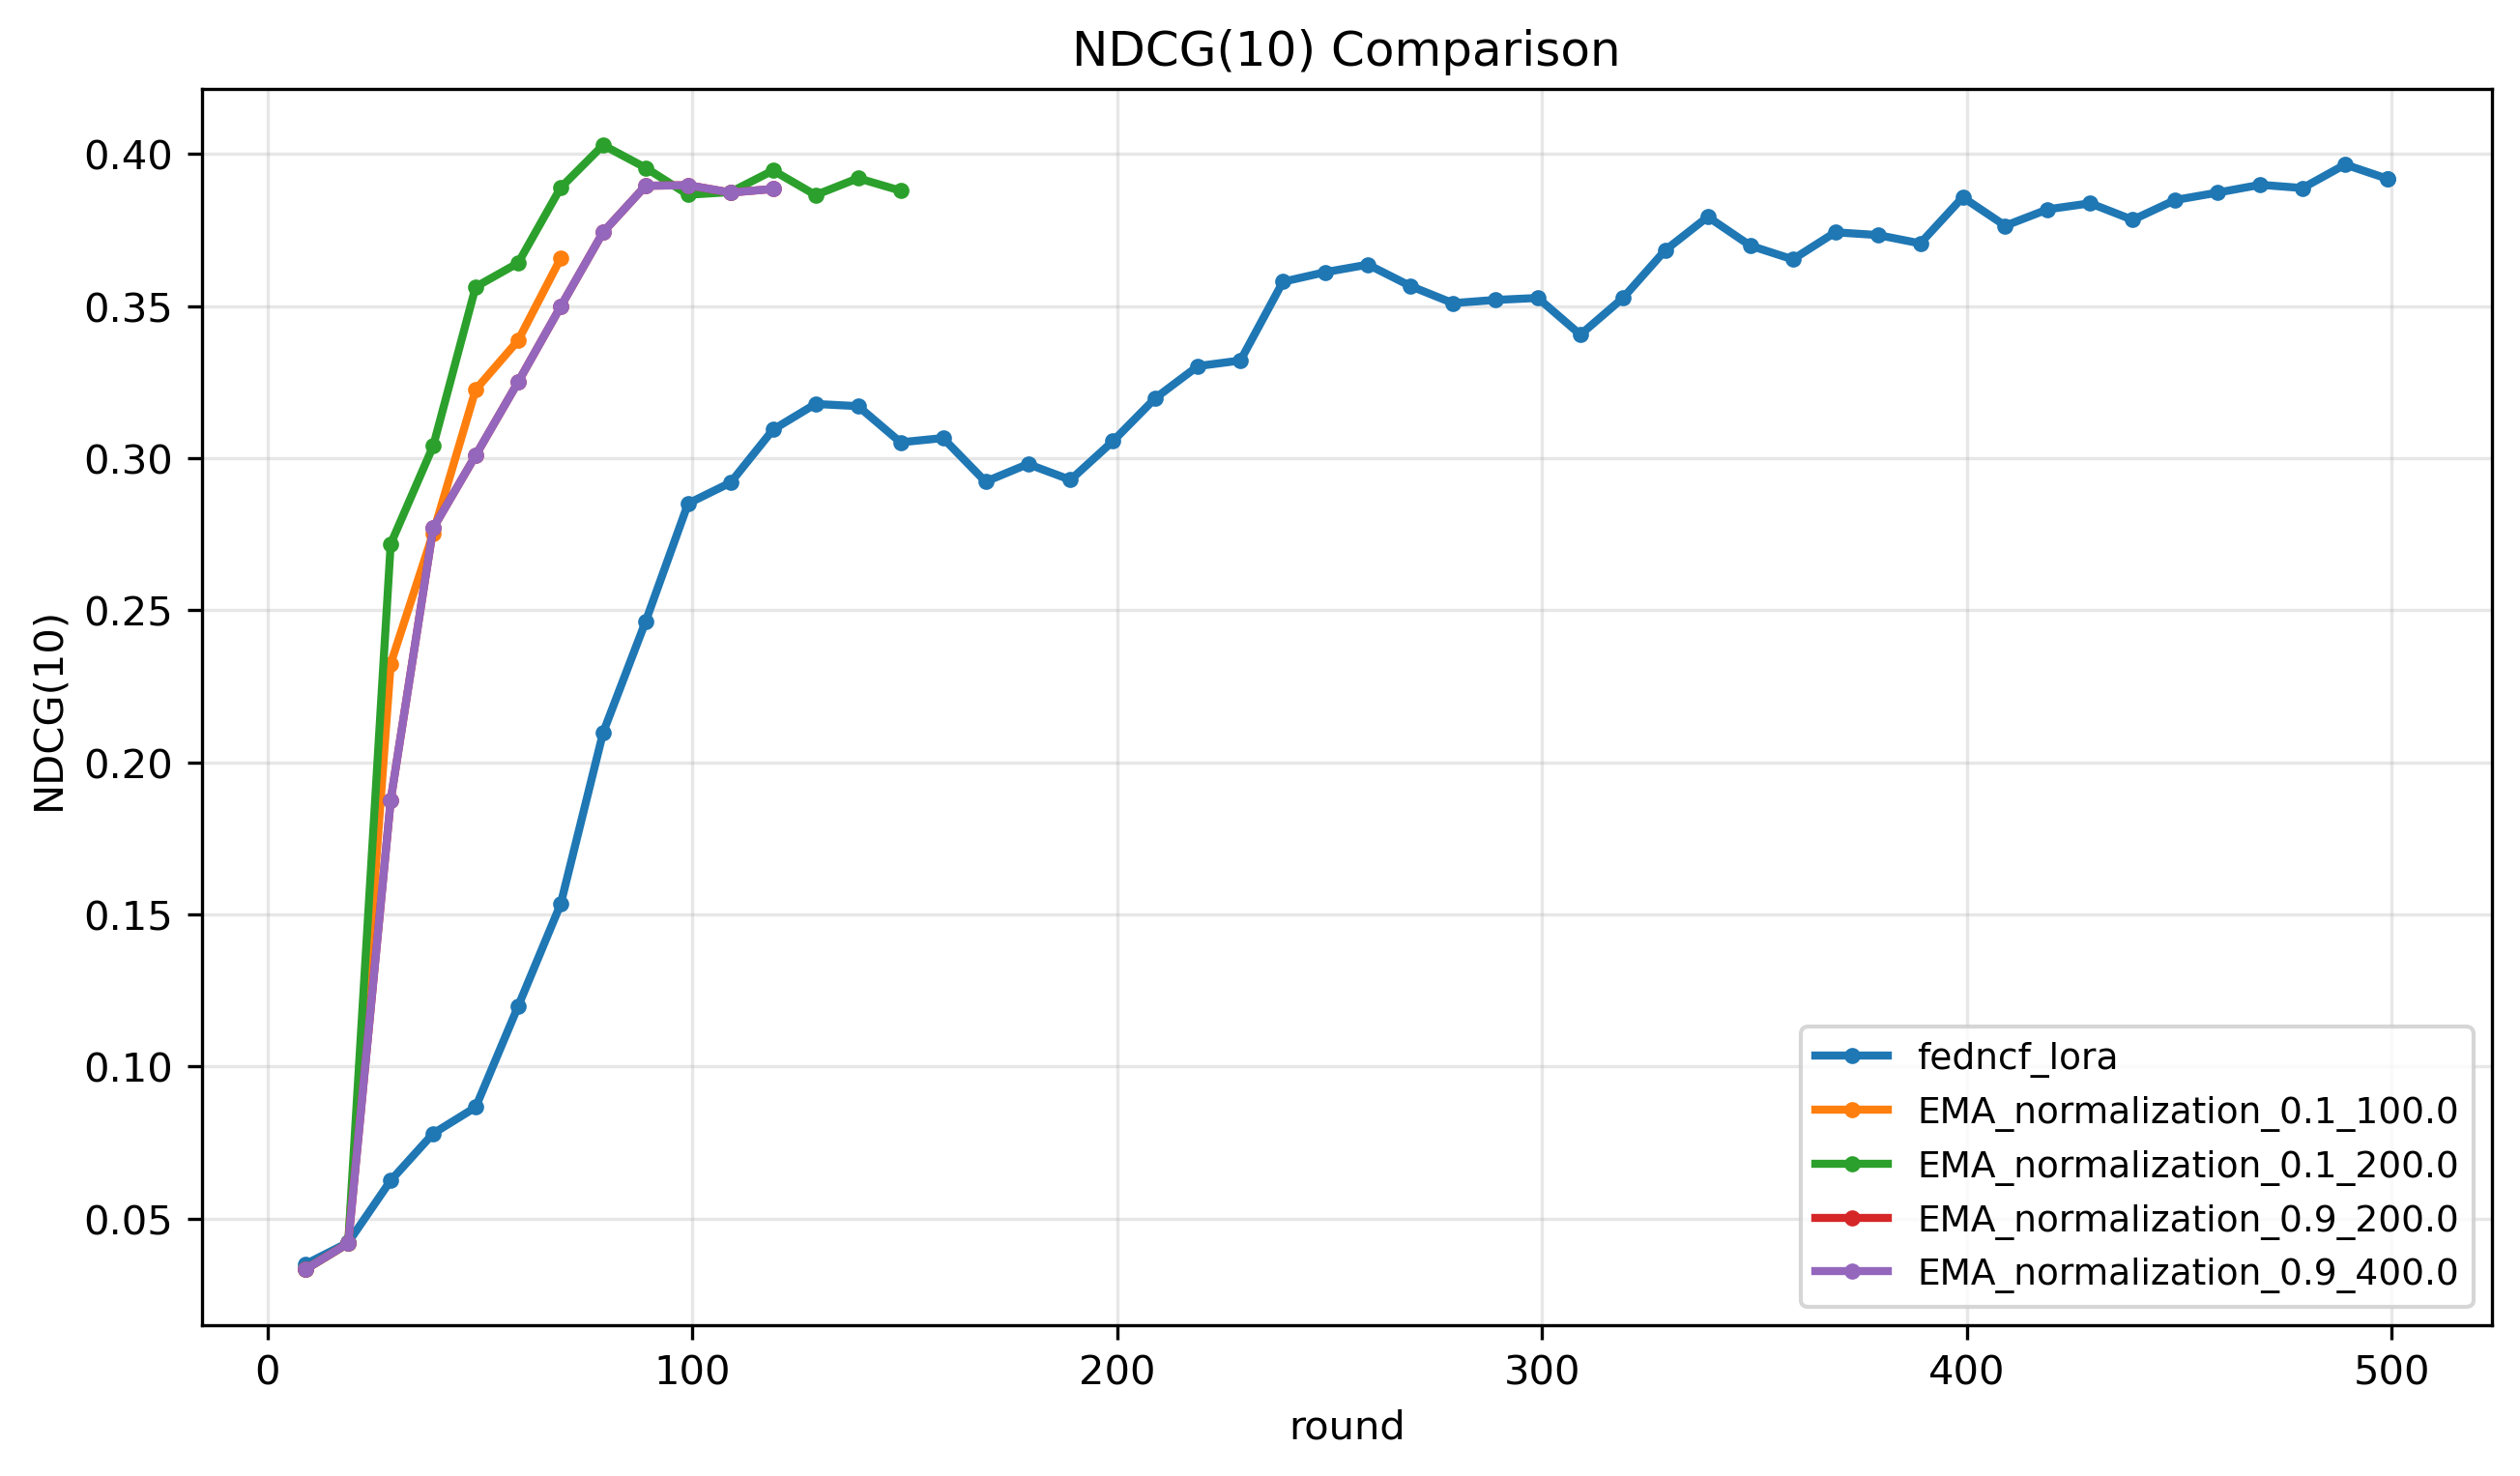 NDCG(10) Comparison
NDCG(10)
0.40
0.35
0.30
0.25
0.20
0.15
0.10
0.05
0 100 200 300 400 500
round
fedncf_lora
EMA_normalization_0.1_100.0
EMA_normalization_0.1_200.0
EMA_normalization_0.9_200.0
EMA_normalization_0.9_400.0